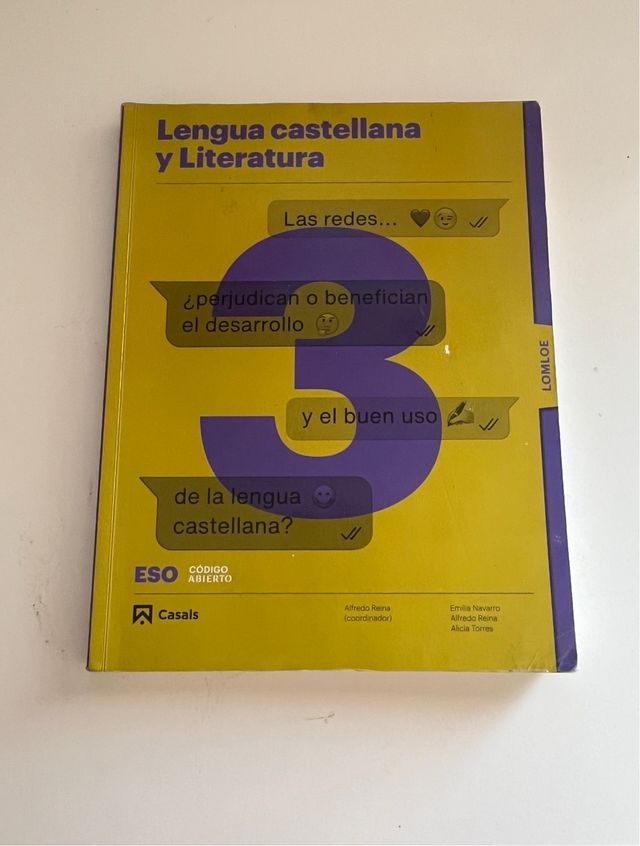 Lengua castellana
y Literatura
Las redes... 🖤😉
3
¿perjudican o benefician
el desarrollo 🤔
LOMLOE
y el buen uso ✍
de la lengua 🙂
castellana?
ESO CÓDIGO
ABIERTO
Casals
Alfredo Reina
(coordinador)
Emilia Navarro
Alfredo Reina
Alicia Torres